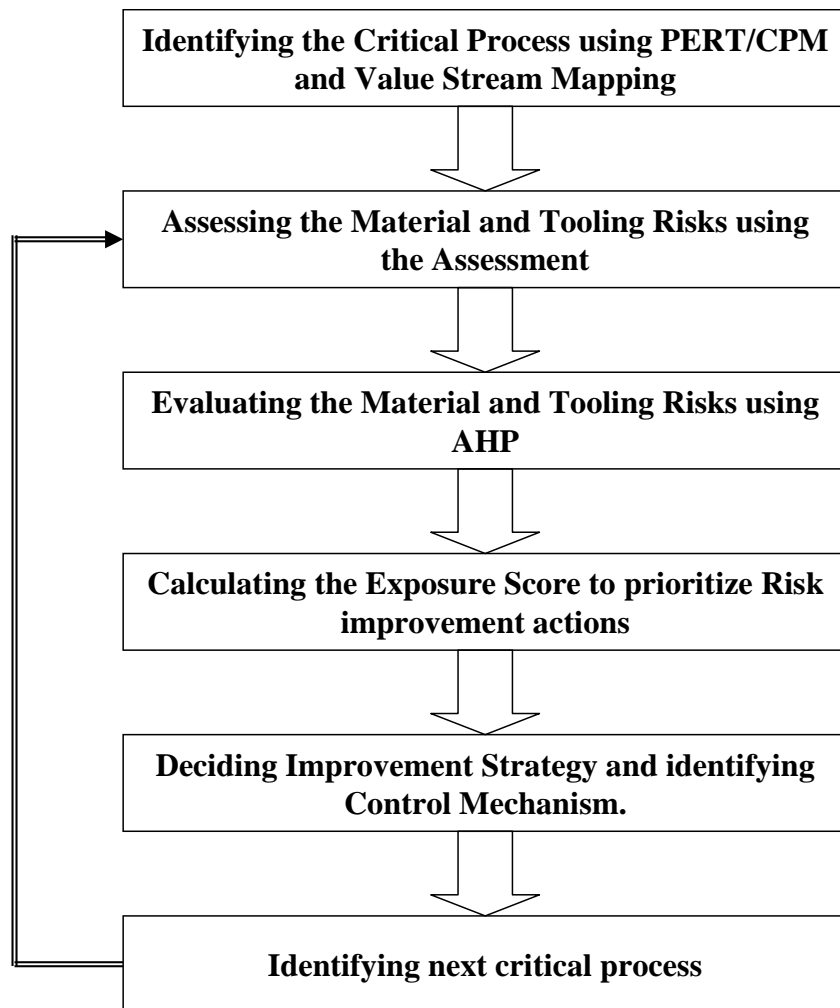 Identifying the Critical Process using PERT/CPM
and Value Stream Mapping
Assessing the Material and Tooling Risks using
the Assessment
Evaluating the Material and Tooling Risks using
AHP
Calculating the Exposure Score to prioritize Risk
improvement actions
Deciding Improvement Strategy and identifying
Control Mechanism.
Identifying next critical process